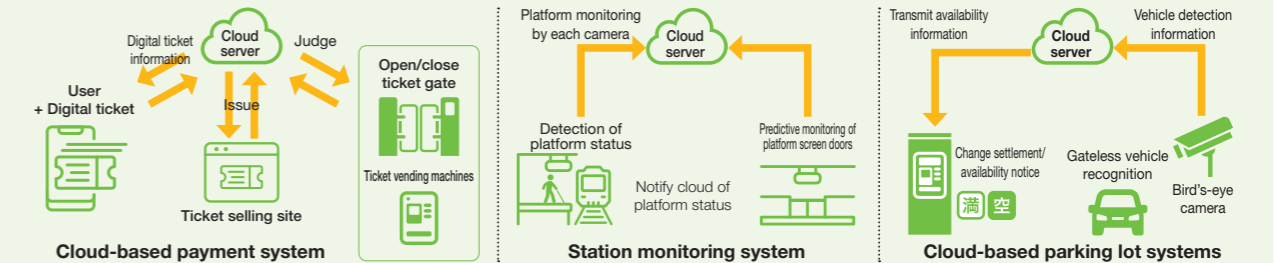 Cloud
server
Digital ticket
information
Judge
User
+ Digital ticket
Issue
Open/close
ticket gate
Ticket vending machines
Ticket selling site
Cloud-based payment system
Platform monitoring
by each camera
Cloud
server
Detection of
platform status
Predictive monitoring of
platform screen doors
Notify cloud of
platform status
Station monitoring system
Transmit availability
information
Cloud
server
Vehicle detection
information
Change settlement/
availability notice
満 空
Gateless vehicle
recognition
Bird's-eye
camera
Cloud-based parking lot systems